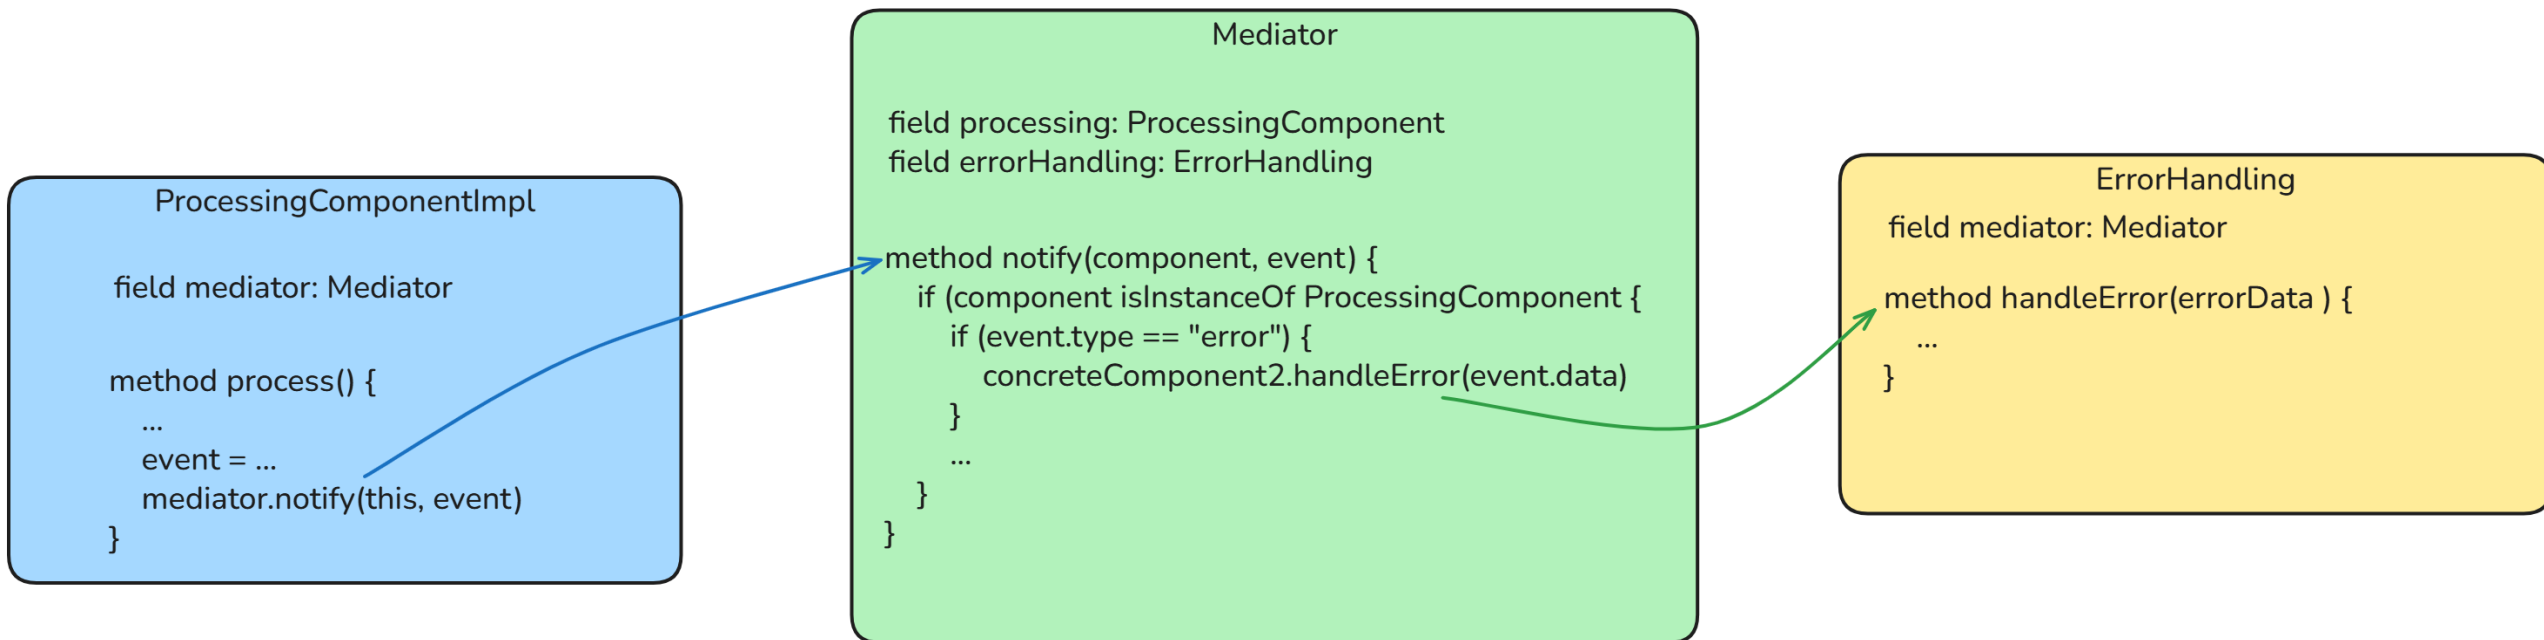 ProcessingComponentImpl
field mediator: Mediator
method process() {
...
event = ...
mediator.notify(this, event)
}
Mediator
field processing: ProcessingComponent
field errorHandling: ErrorHandling
method notify(component, event) {
if (component isInstanceOf ProcessingComponent {
if (event.type == "error") {
concreteComponent2.handleError(event.data)
}
...
}
}
ErrorHandling
field mediator: Mediator
method handleError(errorData ) {
...
}